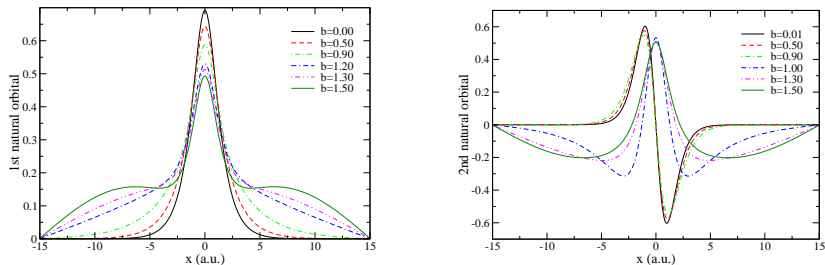 1st natural orbital
0.7
0.6
0.5
0.4
0.3
0.2
0.1
0
b=0.00
b=0.50
b=0.90
b=1.20
b=1.30
b=1.50
-15 -10 -5 0 5 10 15
x (a.u.)
2nd natural orbital
0.6
0.4
0.2
0
-0.2
-0.4
-0.6
b=0.01
b=0.50
b=0.90
b=1.00
b=1.30
b=1.50
-15 -10 -5 0 5 10 15
x (a.u.)